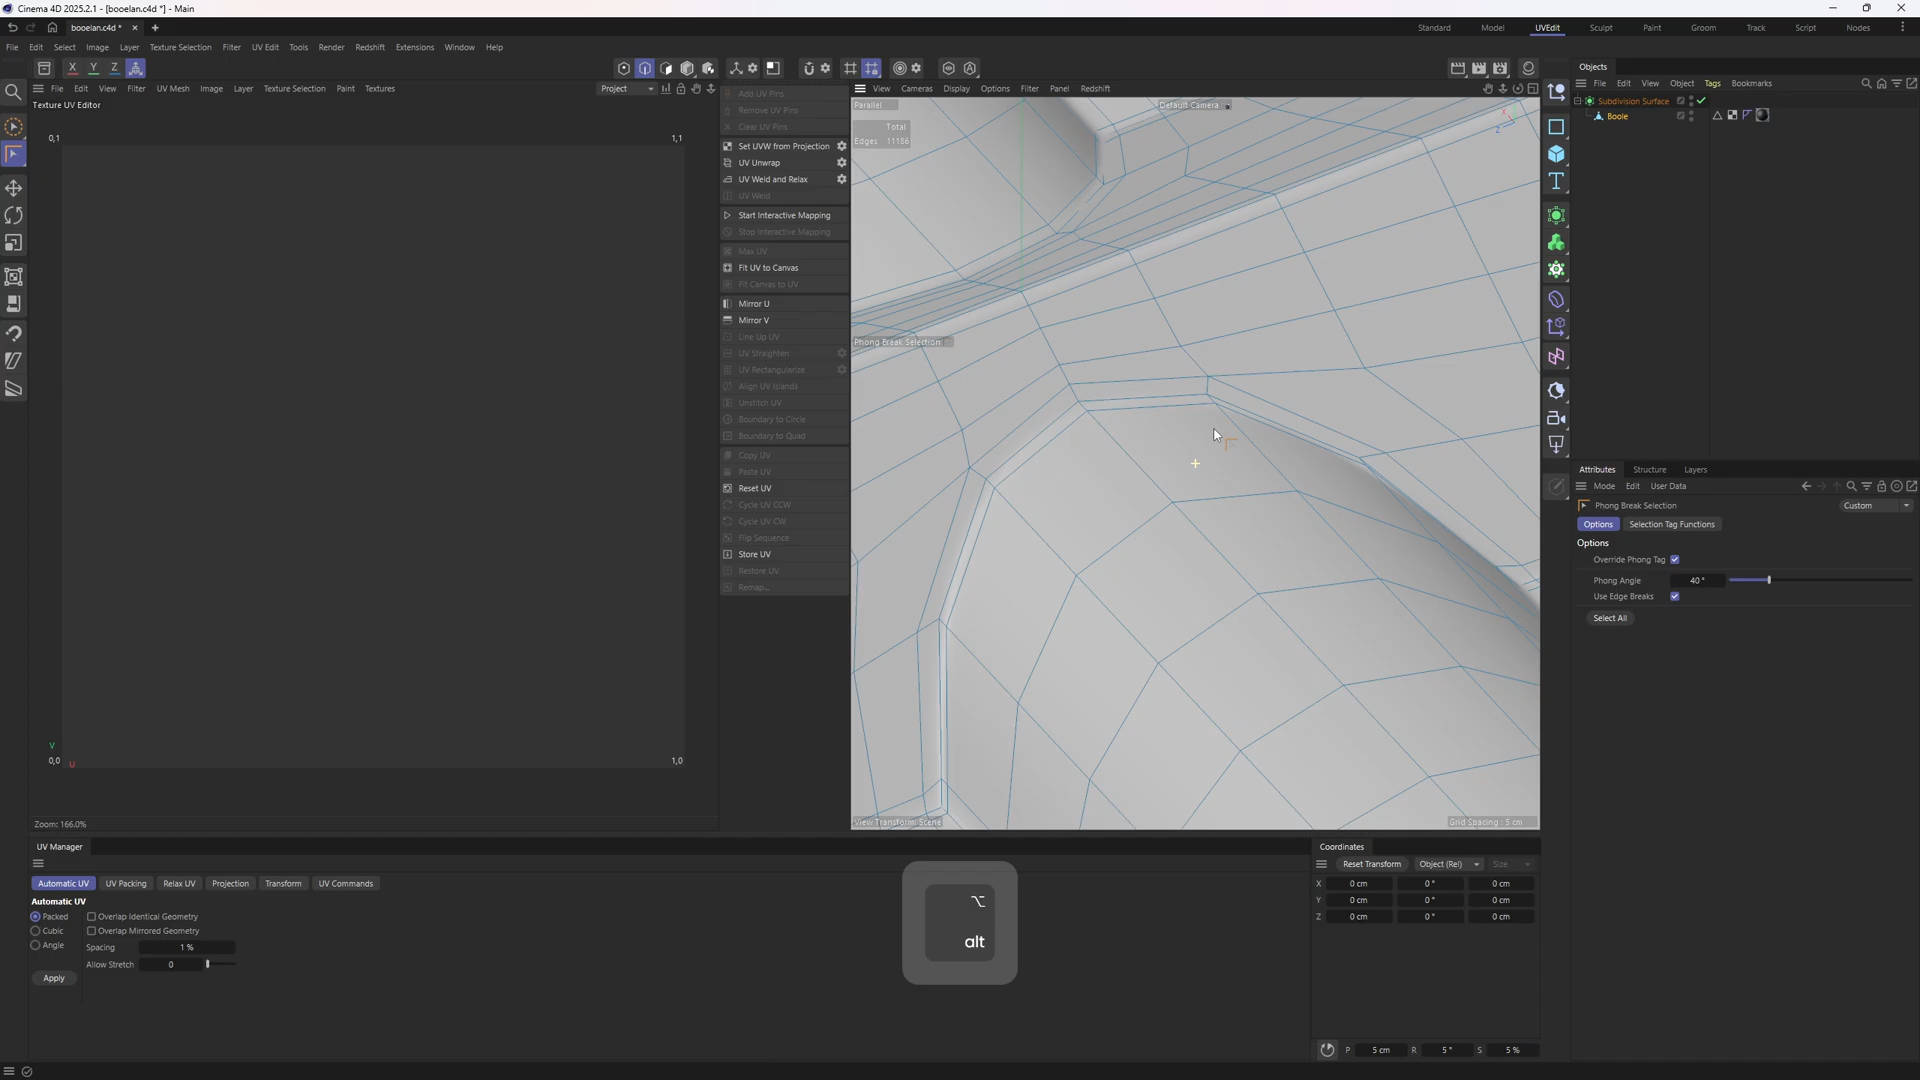 Cinema 4D 2025.2.1 - [booelan.c4d *] - Main
booelan.c4d *
Standard Model UVEdit Sculpt Paint Groom Track Script Nodes
File Edit Select Image Layer Texture Selection Filter UV Edit Tools Render Redshift Extensions Window Help
X Y Z
File Edit View Filter UV Mesh Image Layer Texture Selection Paint Textures
Project
Texture UV Editor
0,1
1,1
V
0,0
U
1,0
Zoom: 166.0%
Add UV Pins
Remove UV Pins
Clear UV Pins
Set UVW from Projection
UV Unwrap
UV Weld and Relax
UV Weld
Start Interactive Mapping
Stop Interactive Mapping
Max UV
Fit UV to Canvas
Fit Canvas to UV
Mirror U
Mirror V
Line Up UV
UV Straighten
UV Rectangularize
Align UV Islands
Unstitch UV
Boundary to Circle
Boundary to Quad
Copy UV
Paste UV
Reset UV
Cycle UV CCW
Cycle UV CW
Flip Sequence
Store UV
Restore UV
Remap...
View Cameras Display Options Filter Panel Redshift
Parallel
Default Camera
Total
Edges 11186
Phong Break Selection
View Transform: Scene
Grid Spacing : 5 cm
Objects
File Edit View Object Tags Bookmarks
Subdivision Surface
Boole
Attributes Structure Layers
Mode Edit User Data
Phong Break Selection
Custom
Options Selection Tag Functions
Options
Override Phong Tag
Phong Angle 40 °
Use Edge Breaks
Select All
UV Manager
Automatic UV UV Packing Relax UV Projection Transform UV Commands
Automatic UV
Packed Overlap Identical Geometry
Cubic Overlap Mirrored Geometry
Angle Spacing 1 %
Allow Stretch 0
Apply
⌥
alt
Coordinates
Reset Transform Object (Rel) Size
X 0 cm 0 ° 0 cm
Y 0 cm 0 ° 0 cm
Z 0 cm 0 ° 0 cm
P 5 cm R 5 ° S 5 %